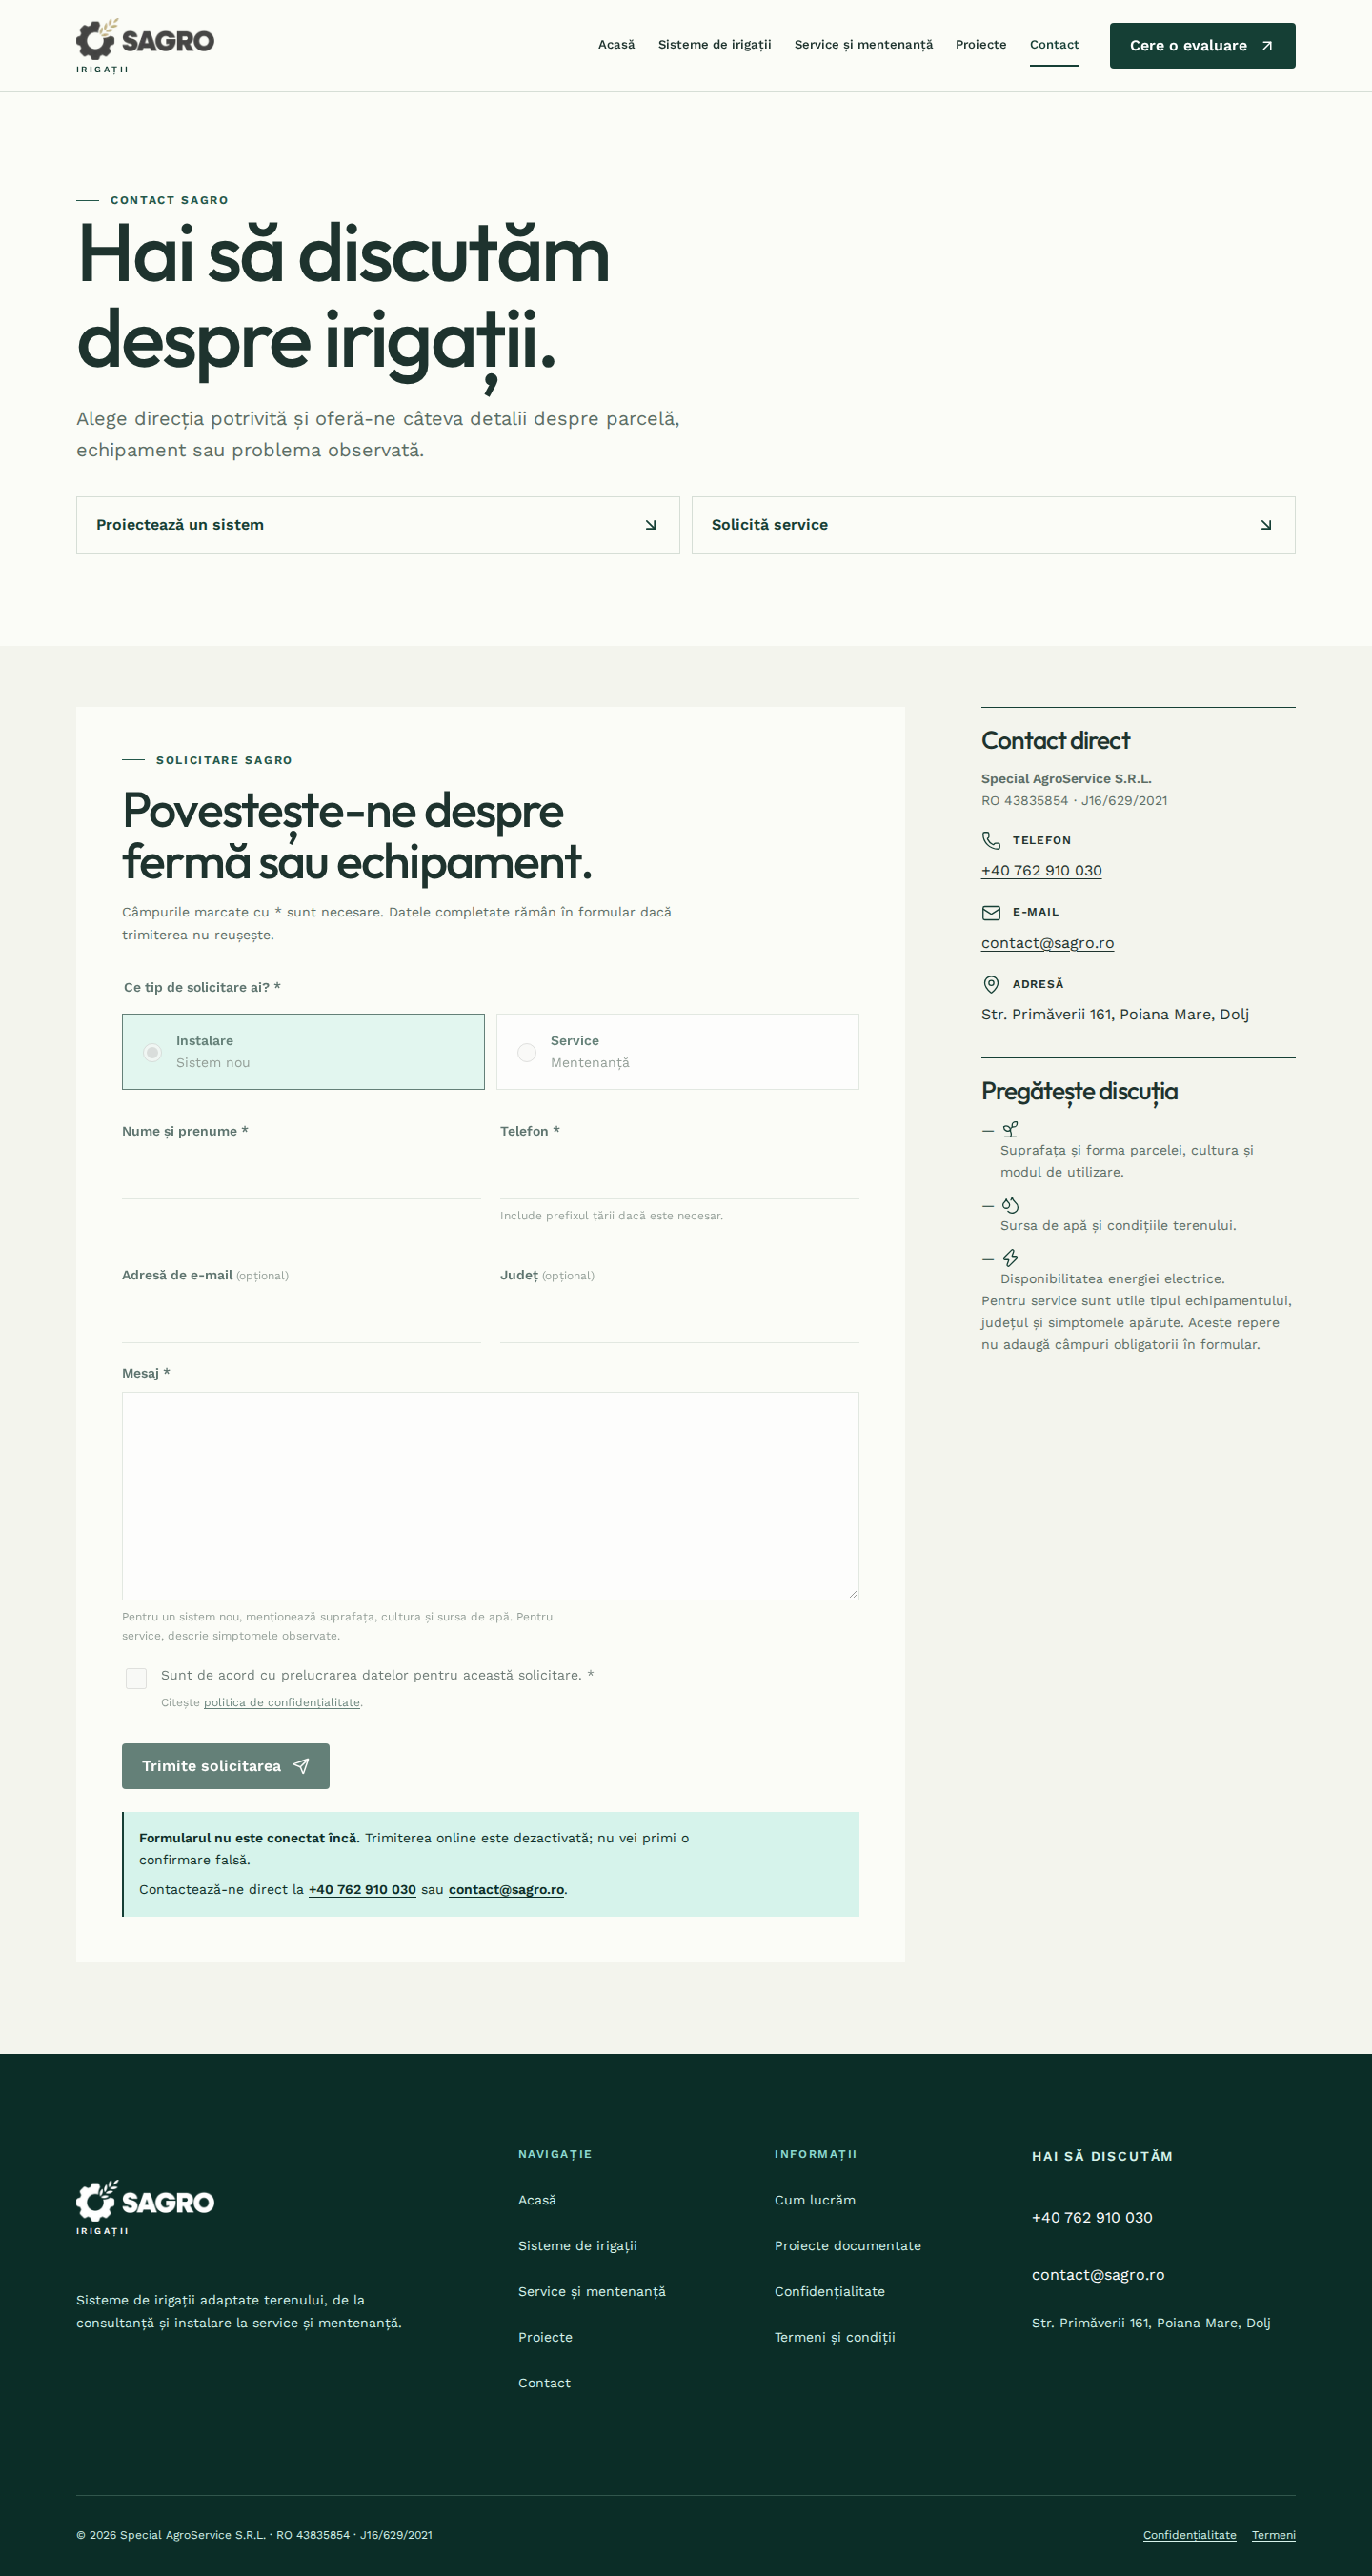 SAGRO
IRIGAȚII
Acasă
Sisteme de irigații
Service și mentenanță
Proiecte
Contact
Cere o evaluare
CONTACT SAGRO
Hai să discutăm
despre irigații.
Alege direcția potrivită și oferă-ne câteva detalii despre parcelă,
echipament sau problema observată.
Proiectează un sistem
Solicită service
SOLICITARE SAGRO
Povestește-ne despre
fermă sau echipament.
Câmpurile marcate cu * sunt necesare. Datele completate rămân în formular dacă
trimiterea nu reușește.
Ce tip de solicitare ai? *
Instalare
Sistem nou
Service
Mentenanță
Nume și prenume *
Telefon *
Include prefixul țării dacă este necesar.
Adresă de e-mail (opțional)
Județ (opțional)
Mesaj *
Pentru un sistem nou, menționează suprafața, cultura și sursa de apă. Pentru
service, descrie simptomele observate.
Sunt de acord cu prelucrarea datelor pentru această solicitare. *
Citește politica de confidențialitate.
Trimite solicitarea
Formularul nu este conectat încă. Trimiterea online este dezactivată; nu vei primi o
confirmare falsă.
Contactează-ne direct la +40 762 910 030 sau contact@sagro.ro.
Contact direct
Special AgroService S.R.L.
RO 43835854 · J16/629/2021
TELEFON
+40 762 910 030
E-MAIL
contact@sagro.ro
ADRESĂ
Str. Primăverii 161, Poiana Mare, Dolj
Pregătește discuția
— Suprafața și forma parcelei, cultura și
modul de utilizare.
— Sursa de apă și condițiile terenului.
— Disponibilitatea energiei electrice.
Pentru service sunt utile tipul echipamentului,
județul și simptomele apărute. Aceste repere
nu adaugă câmpuri obligatorii în formular.
SAGRO
IRIGAȚII
Sisteme de irigații adaptate terenului, de la
consultanță și instalare la service și mentenanță.
NAVIGAȚIE
Acasă
Sisteme de irigații
Service și mentenanță
Proiecte
Contact
INFORMAȚII
Cum lucrăm
Proiecte documentate
Confidențialitate
Termeni și condiții
HAI SĂ DISCUTĂM
+40 762 910 030
contact@sagro.ro
Str. Primăverii 161, Poiana Mare, Dolj
© 2026 Special AgroService S.R.L. · RO 43835854 · J16/629/2021
Confidențialitate
Termeni